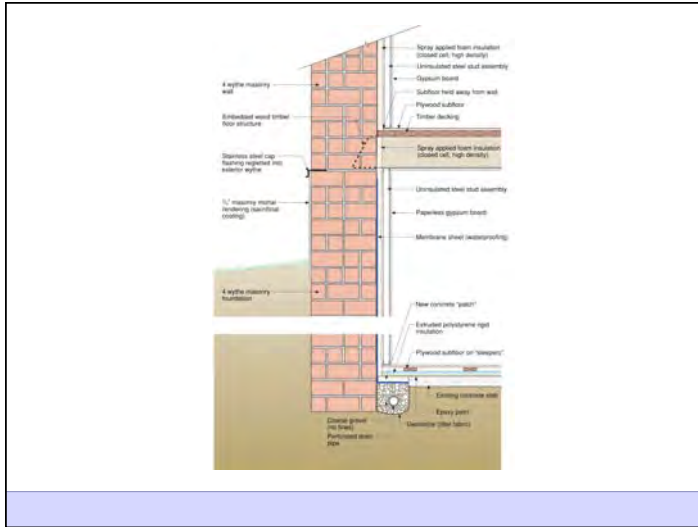 Spray applied foam insulation
(closed cell, high density)
Uninsulated steel stud assembly
Gypsum board
Subfloor held away from wall
Plywood subfloor
Timber decking
4 wythe masonry
wall
Embedded wood timber
floor structure
Spray applied foam insulation
(closed cell, high density)
Stainless steel cap
flashing regletted into
exterior wythe
Uninsulated steel stud assembly
¾" masonry mortar
rendering (sacrificial
coating)
Paperless gypsum board
Membrane sheet (waterproofing)
4 wythe masonry
foundation
New concrete "patch"
Extruded polystyrene rigid
insulation
Plywood subfloor on "sleepers"
Existing concrete slab
Epoxy paint
Geotextile (filter fabric)
Coarse gravel
(no fines)
Perforated drain
pipe